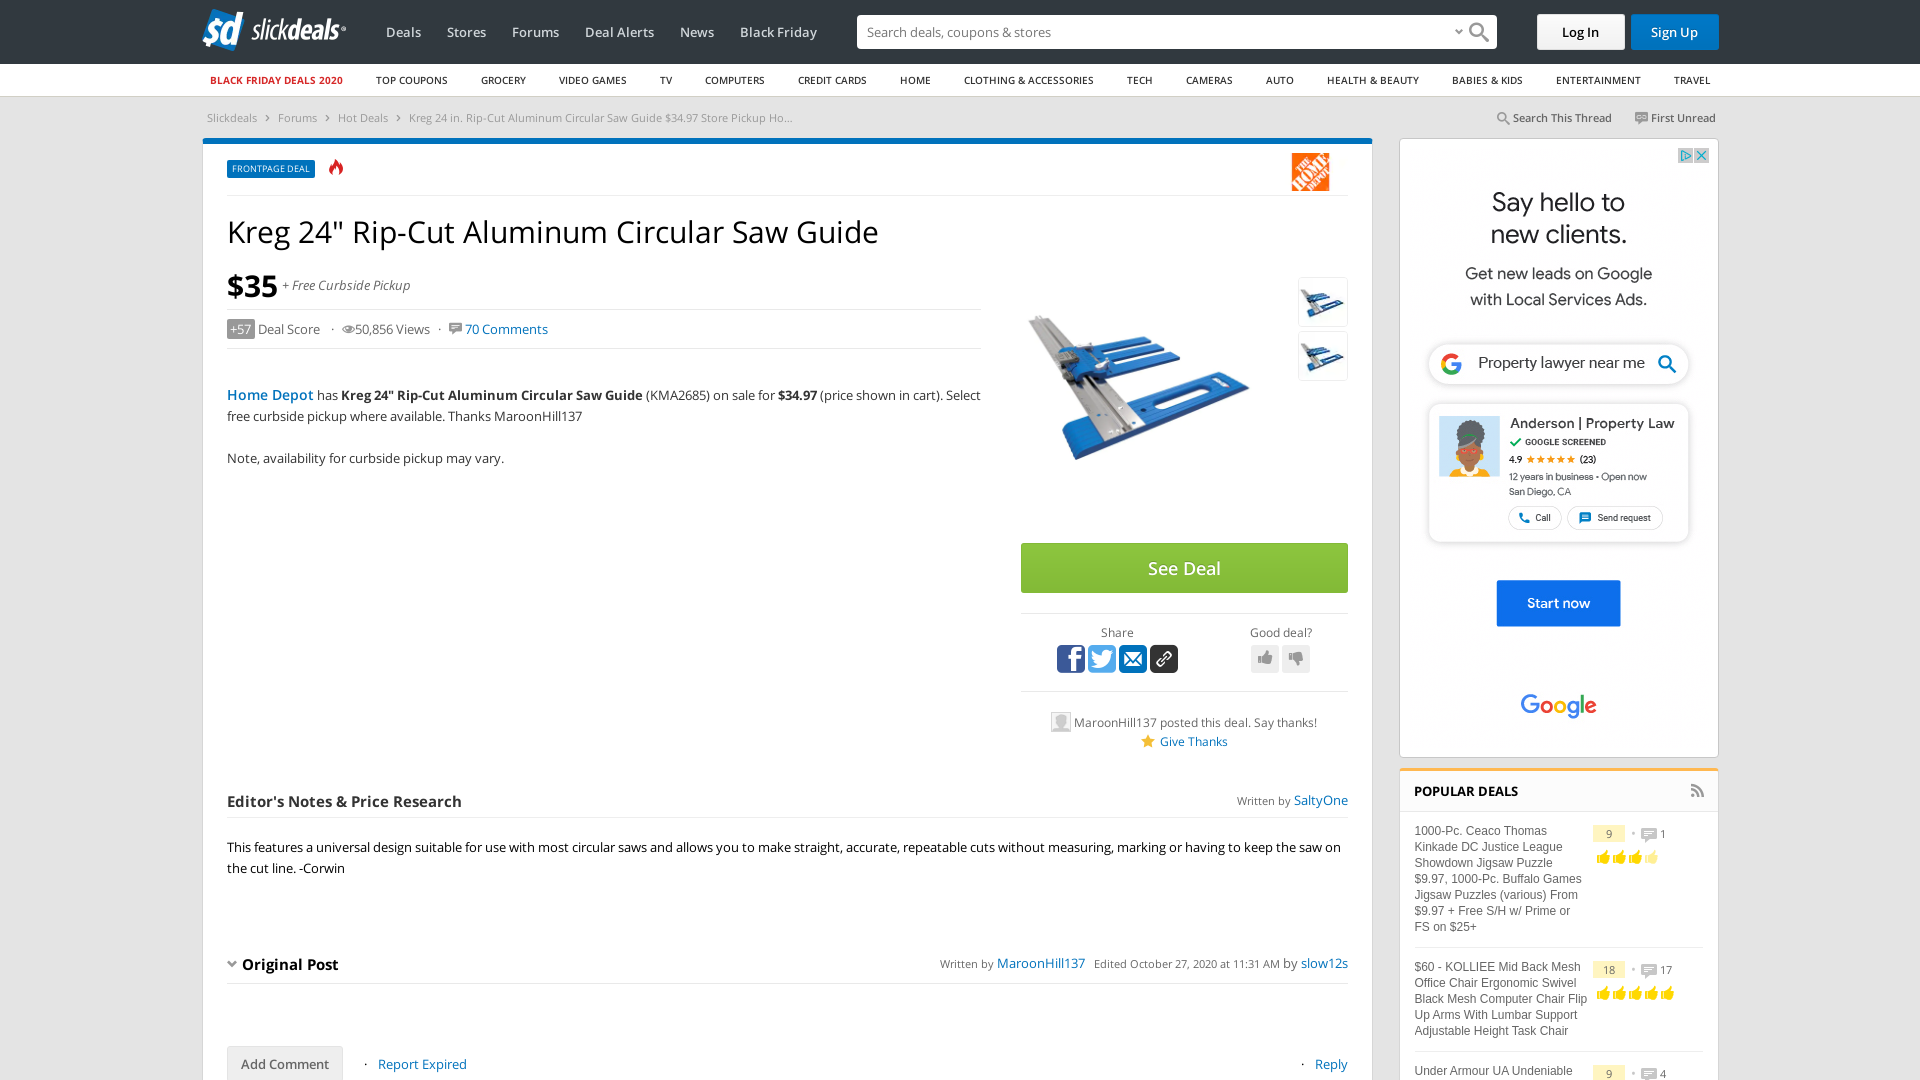 sd slickdeals
Deals Stores Forums Deal Alerts News Black Friday
Search deals, coupons & stores
Log In Sign Up
BLACK FRIDAY DEALS 2020 TOP COUPONS GROCERY VIDEO GAMES TV COMPUTERS CREDIT CARDS HOME CLOTHING & ACCESSORIES TECH CAMERAS AUTO HEALTH & BEAUTY BABIES & KIDS ENTERTAINMENT TRAVEL
Slickdeals › Forums › Hot Deals › Kreg 24 in. Rip-Cut Aluminum Circular Saw Guide $34.97 Store Pickup Ho...
Search This Thread First Unread
FRONTPAGE DEAL
THE HOME DEPOT
Kreg 24" Rip-Cut Aluminum Circular Saw Guide
$35 + Free Curbside Pickup
+57 Deal Score · 50,856 Views · 70 Comments
Home Depot has Kreg 24" Rip-Cut Aluminum Circular Saw Guide (KMA2685) on sale for $34.97 (price shown in cart). Select
free curbside pickup where available. Thanks MaroonHill137
Note, availability for curbside pickup may vary.
See Deal
Share Good deal?
MaroonHill137 posted this deal. Say thanks!
Give Thanks
Editor's Notes & Price Research Written by SaltyOne
This features a universal design suitable for use with most circular saws and allows you to make straight, accurate, repeatable cuts without measuring, marking or having to keep the saw on
the cut line. -Corwin
Original Post Written by MaroonHill137 Edited October 27, 2020 at 11:31 AM by slow12s
Add Comment · Report Expired · Reply
Say hello to
new clients.
Get new leads on Google
with Local Services Ads.
G Property lawyer near me
Anderson | Property Law
GOOGLE SCREENED
4.9 ★★★★★ (23)
12 years in business • Open now
San Diego, CA
Call Send request
Start now
Google
POPULAR DEALS
1000-Pc. Ceaco Thomas
Kinkade DC Justice League
Showdown Jigsaw Puzzle
$9.97, 1000-Pc. Buffalo Games
Jigsaw Puzzles (various) From
$9.97 + Free S/H w/ Prime or
FS on $25+
9 • 1
$60 - KOLLIEE Mid Back Mesh
Office Chair Ergonomic Swivel
Black Mesh Computer Chair Flip
Up Arms With Lumbar Support
Adjustable Height Task Chair
18 • 17
Under Armour UA Undeniable
9 • 4